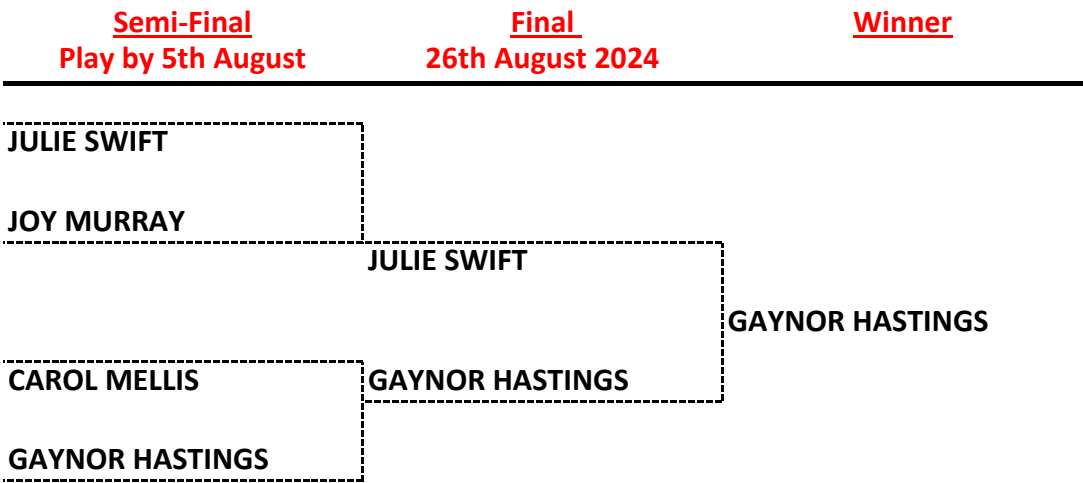 Semi-Final Final Winner
Play by 5th August 26th August 2024
JULIE SWIFT
JOY MURRAY
JULIE SWIFT
GAYNOR HASTINGS
CAROL MELLIS GAYNOR HASTINGS
GAYNOR HASTINGS